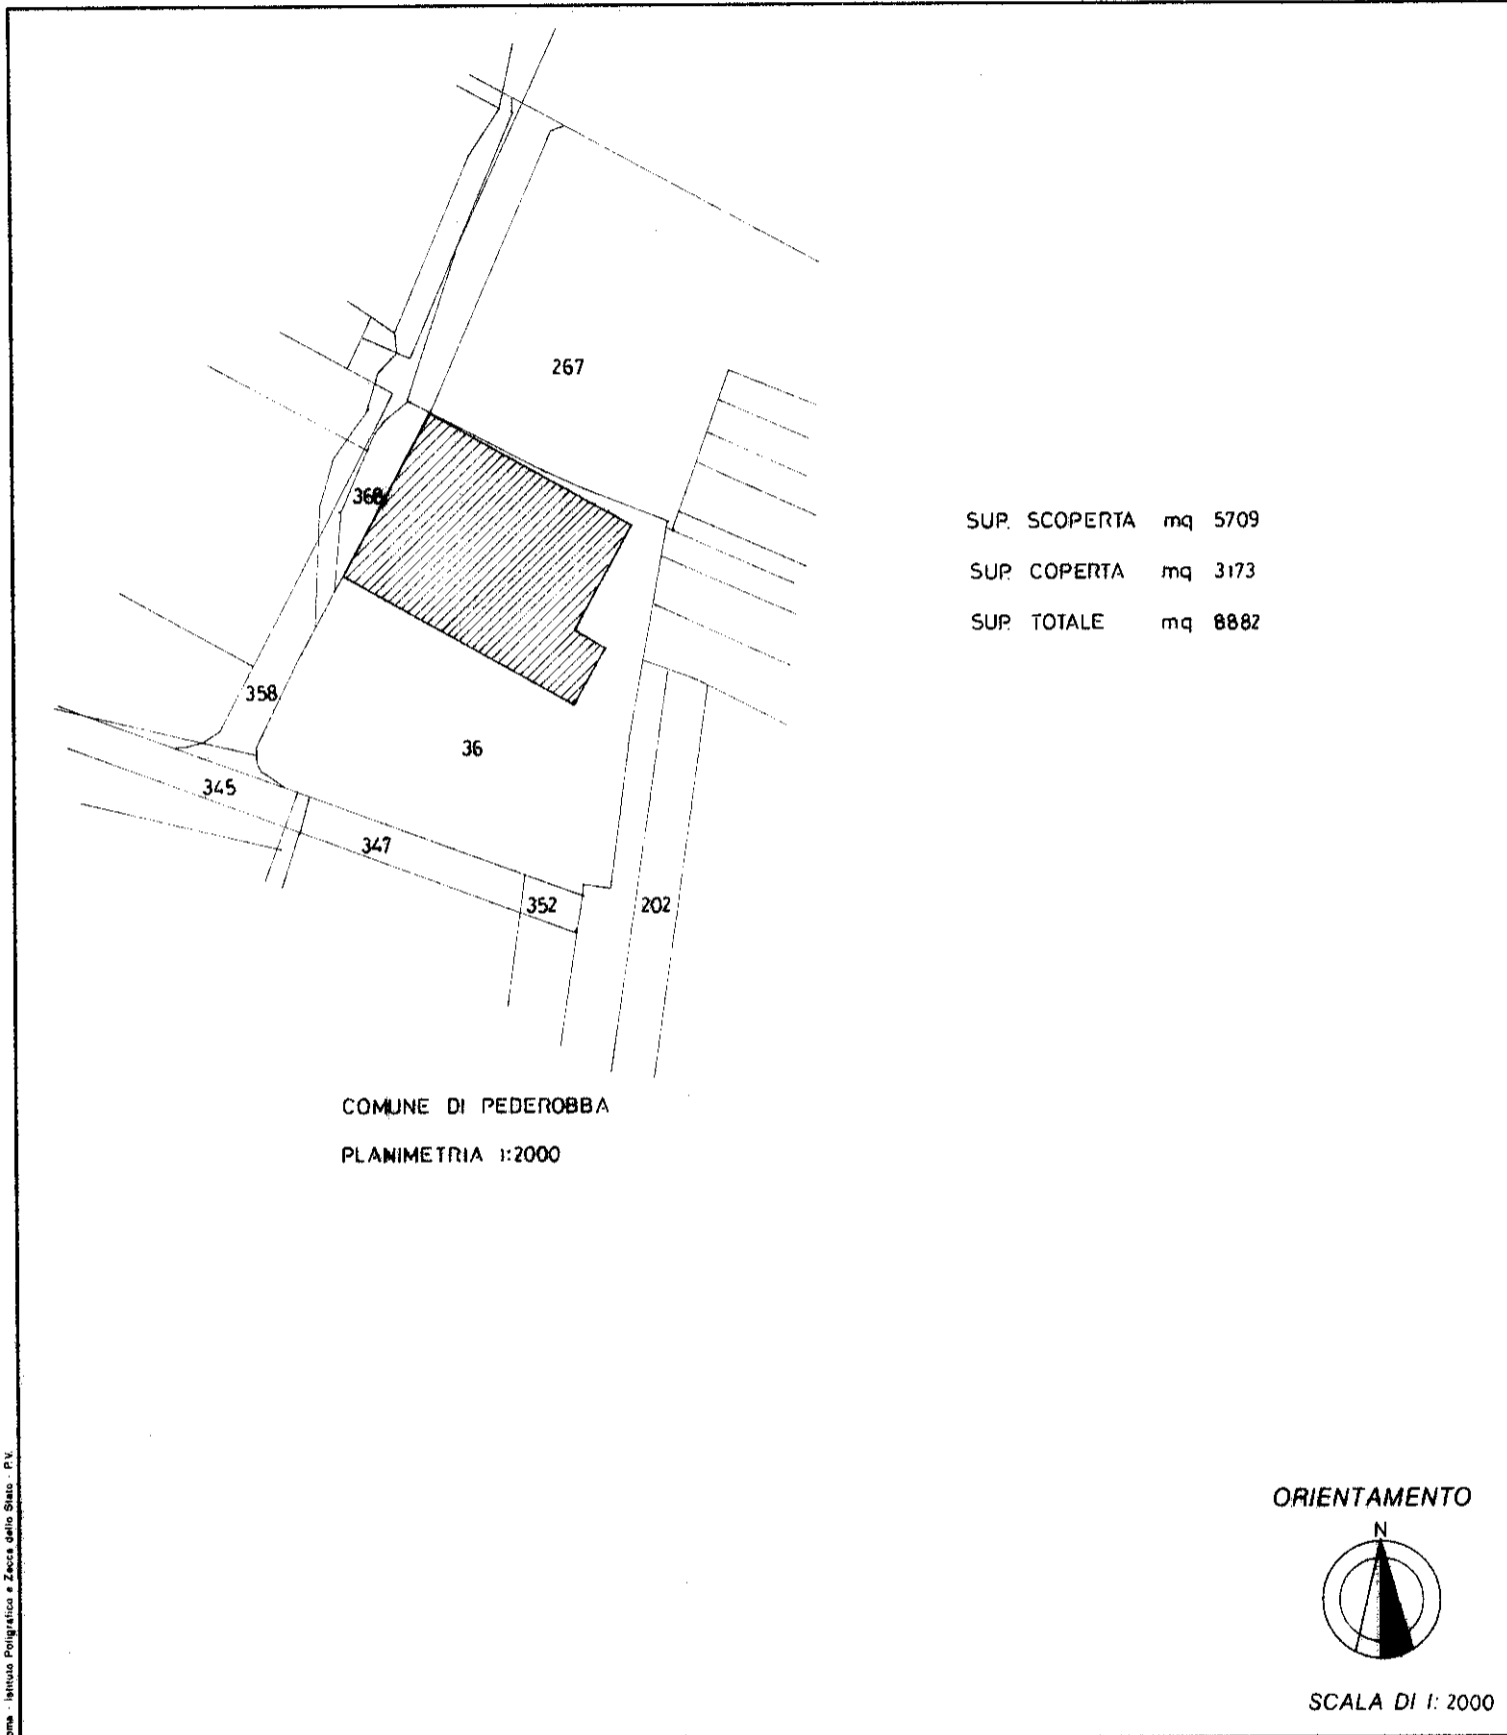 267
368
SUP. SCOPERTA mq 5709
SUP. COPERTA mq 3173
SUP. TOTALE mq 8882
358
36
345
347
352
202
COMUNE DI PEDEROBBA
PLANIMETRIA 1:2000
ORIENTAMENTO
N
SCALA DI 1: 2000
Istituto Poligrafico e Zecca dello Stato - P.V.